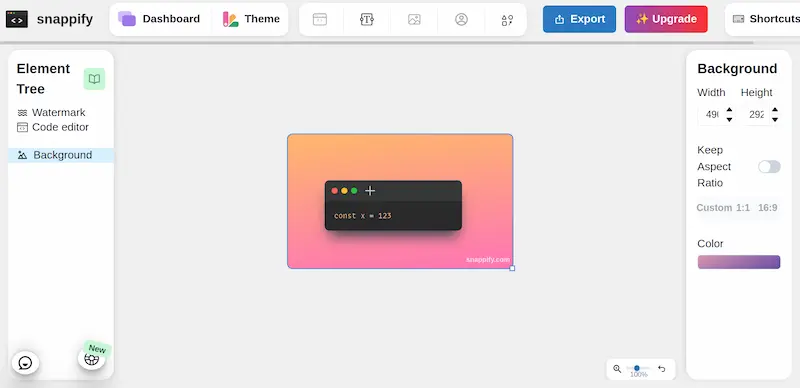 snappify
Dashboard
Theme
Export
✨ Upgrade
Shortcuts
Element
Tree
Watermark
Code editor
Background
const x = 123
snappify.com
Background
Width Height
292
Keep
Aspect
Ratio
Custom 1:1 16:9
Color
New
100%